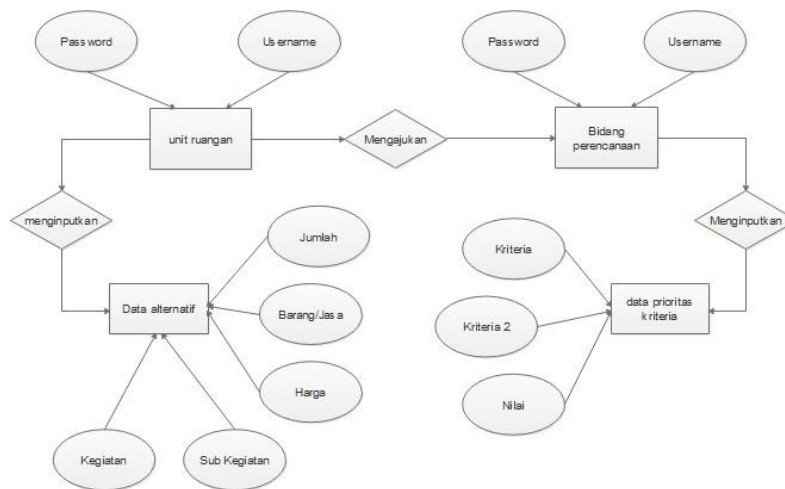 Password
Username
Password
Username
unit ruangan
Mengajukan
Bidang
perencanaan
menginputkan
Menginputkan
Jumlah
Kriteria
Data alternatif
Barang/Jasa
data prioritas
kriteria
Kriteria 2
Harga
Nilai
Kegiatan
Sub Kegiatan